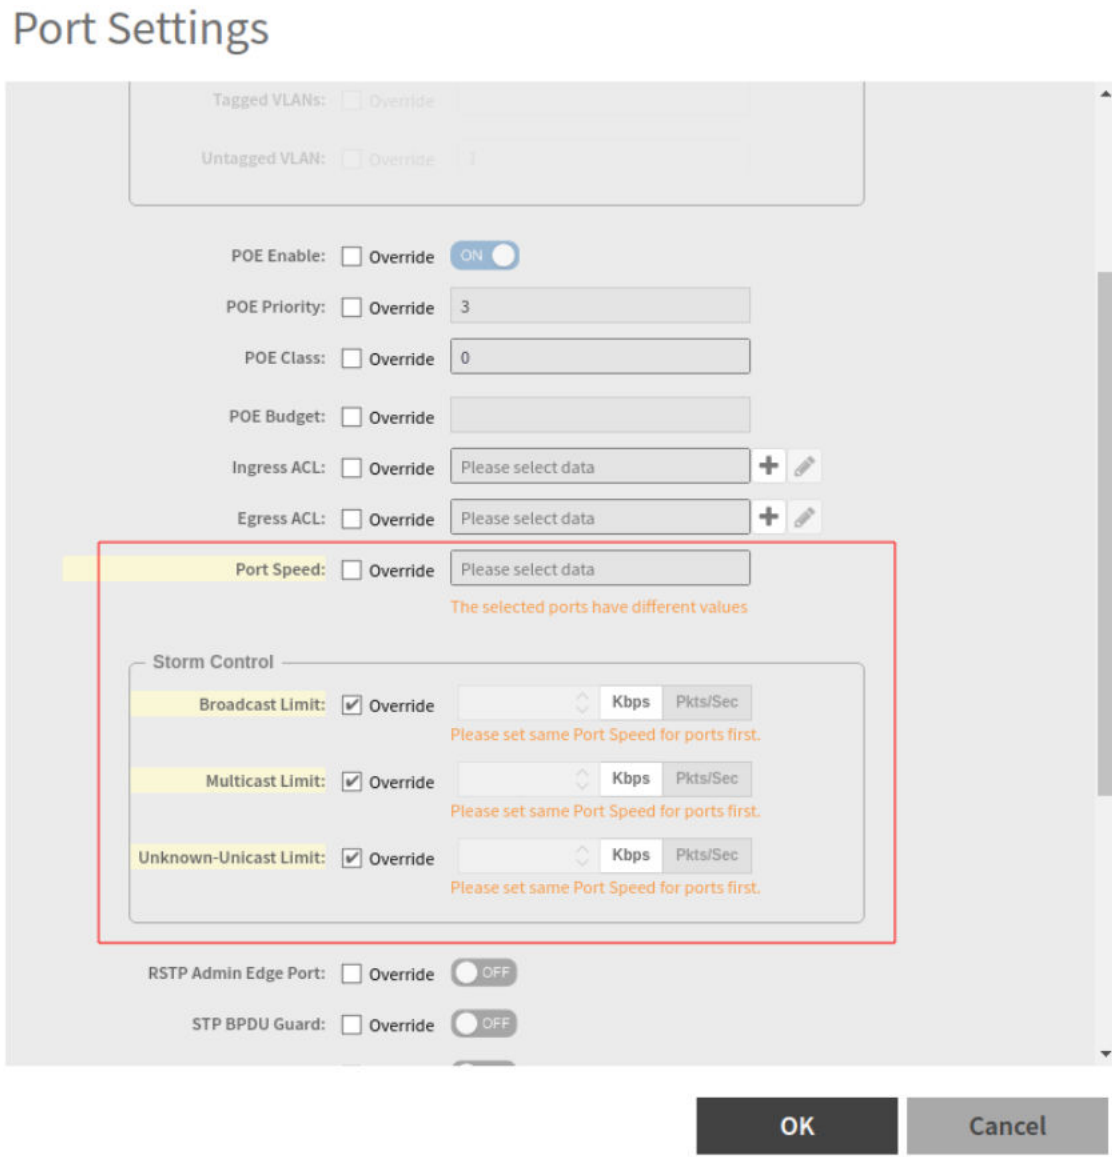 Port Settings
Tagged VLANs: Override
Untagged VLAN: Override 1
POE Enable: Override ON
POE Priority: Override 3
POE Class: Override 0
POE Budget: Override
Ingress ACL: Override Please select data
Egress ACL: Override Please select data
Port Speed: Override Please select data
The selected ports have different values
Storm Control
Broadcast Limit: Override Kbps Pkts/Sec
Please set same Port Speed for ports first.
Multicast Limit: Override Kbps Pkts/Sec
Please set same Port Speed for ports first.
Unknown-Unicast Limit: Override Kbps Pkts/Sec
Please set same Port Speed for ports first.
RSTP Admin Edge Port: Override OFF
STP BPDU Guard: Override OFF
OK Cancel